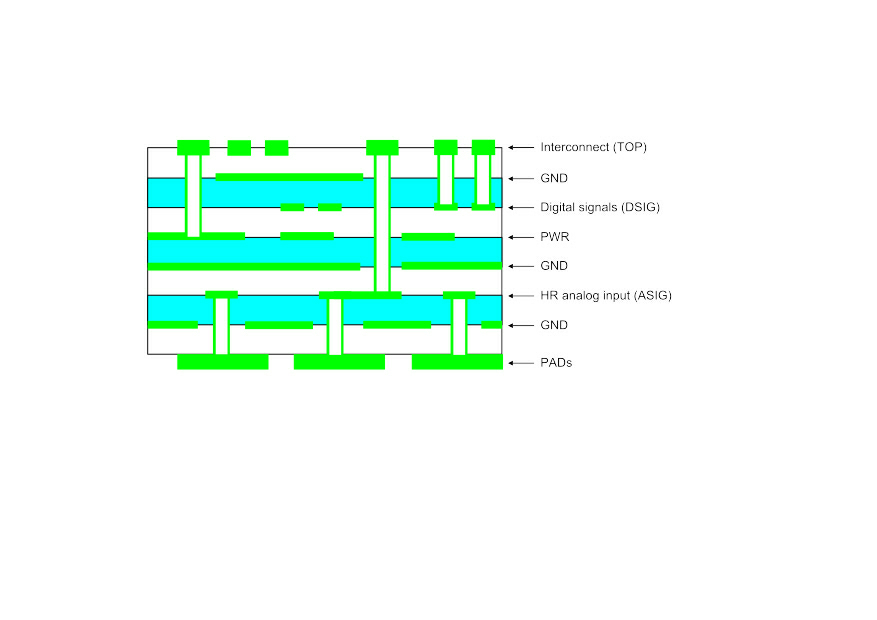 Interconnect (TOP)
GND
Digital signals (DSIG)
PWR
GND
HR analog input (ASIG)
GND
PADs